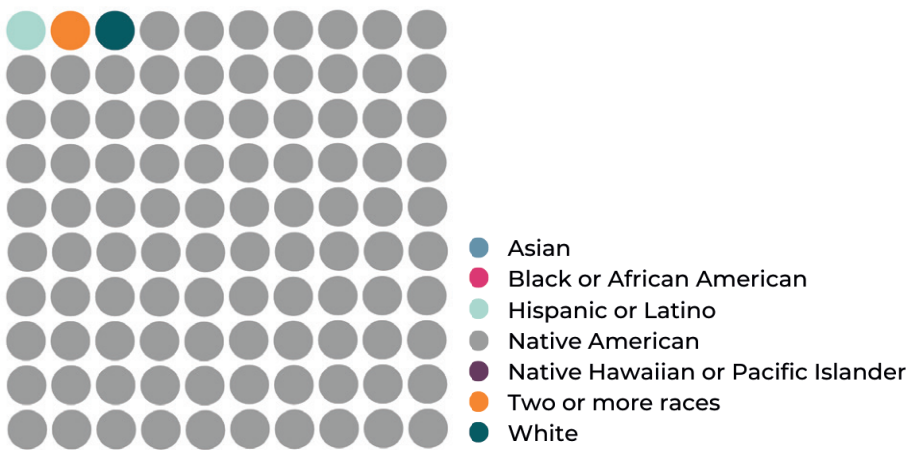 Asian
Black or African American
Hispanic or Latino
Native American
Native Hawaiian or Pacific Islander
Two or more races
White